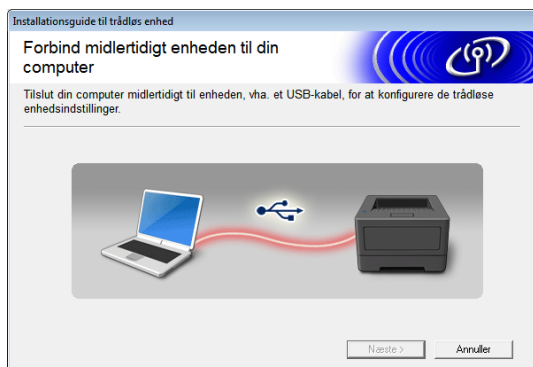 Installationsguide til trådløs enhed
Forbind midlertidigt enheden til din
computer
Tilslut din computer midlertidigt til enheden, vha. et USB-kabel, for at konfigurere de trådløse
enhedsindstillinger.
Næste >
Annuller